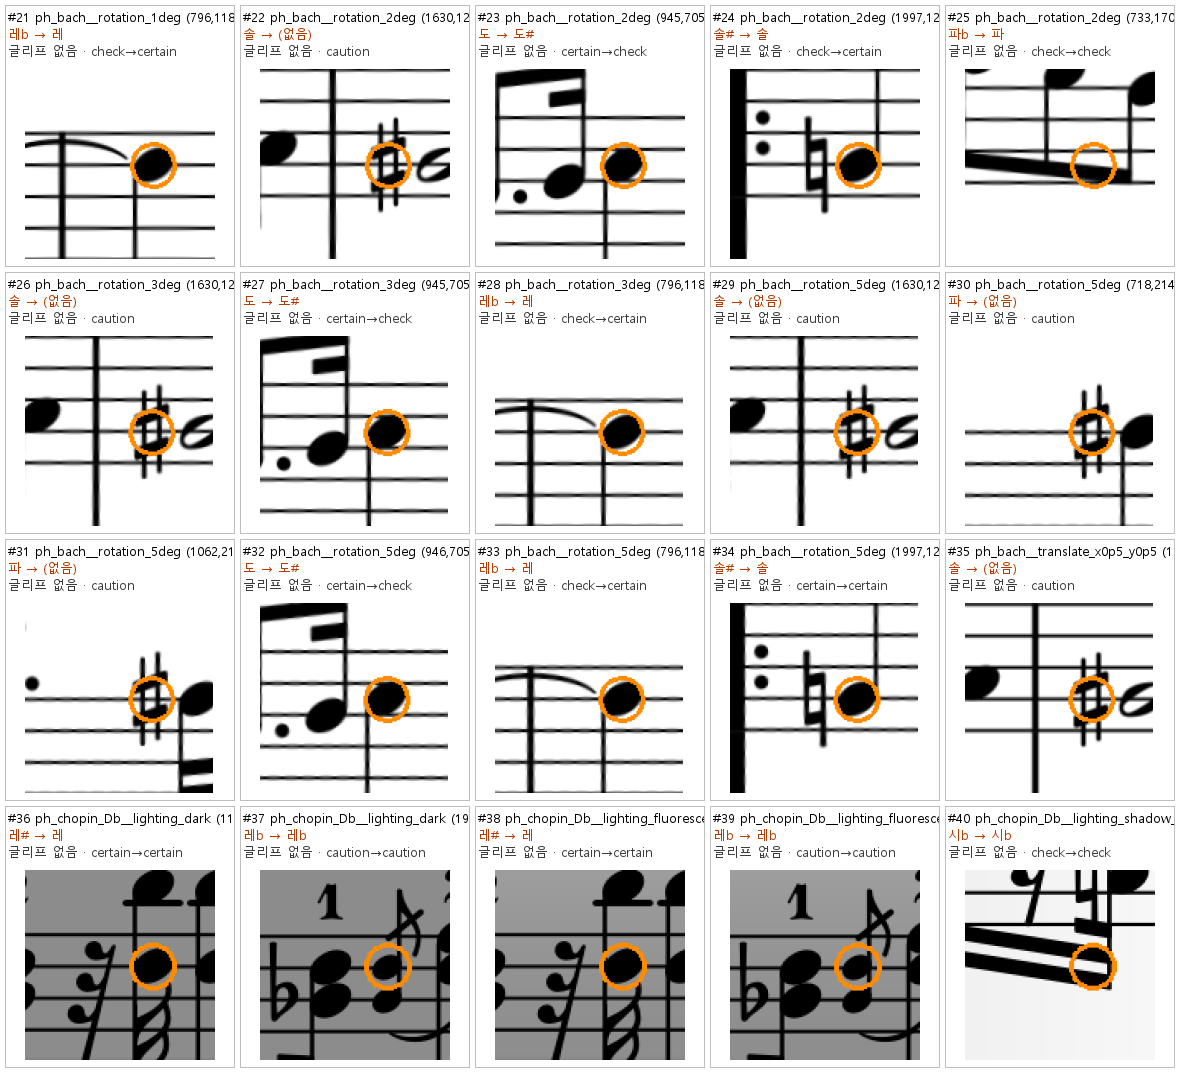 #21 ph_bach__rotation_1deg (796,118
레b → 레
글리프 없음 · check→certain
#22 ph_bach__rotation_2deg (1630,12
솔 → (없음)
글리프 없음 · caution
#23 ph_bach__rotation_2deg (945,705
도 → 도#
글리프 없음 · certain→check
#24 ph_bach__rotation_2deg (1997,12
솔# → 솔
글리프 없음 · check→certain
#25 ph_bach__rotation_2deg (733,170
파b → 파
글리프 없음 · check→check
#26 ph_bach__rotation_3deg (1630,12
솔 → (없음)
글리프 없음 · caution
#27 ph_bach__rotation_3deg (945,705
도 → 도#
글리프 없음 · certain→check
#28 ph_bach__rotation_3deg (796,118
레b → 레
글리프 없음 · check→certain
#29 ph_bach__rotation_5deg (1630,12
솔 → (없음)
글리프 없음 · caution
#30 ph_bach__rotation_5deg (718,214
파 → (없음)
글리프 없음 · caution
#31 ph_bach__rotation_5deg (1062,21
파 → (없음)
글리프 없음 · caution
#32 ph_bach__rotation_5deg (946,705
도 → 도#
글리프 없음 · certain→check
#33 ph_bach__rotation_5deg (796,118
레b → 레
글리프 없음 · check→certain
#34 ph_bach__rotation_5deg (1997,12
솔# → 솔
글리프 없음 · certain→certain
#35 ph_bach__translate_x0p5_y0p5 (1
솔 → (없음)
글리프 없음 · caution
#36 ph_chopin_Db__lighting_dark (11
레# → 레
글리프 없음 · certain→certain
#37 ph_chopin_Db__lighting_dark (19
레b → 레b
글리프 없음 · caution→caution
1
#38 ph_chopin_Db__lighting_fluoresce
레# → 레
글리프 없음 · certain→certain
#39 ph_chopin_Db__lighting_fluoresce
레b → 레b
글리프 없음 · caution→caution
1
#40 ph_chopin_Db__lighting_shadow_
시b → 시b
글리프 없음 · check→check